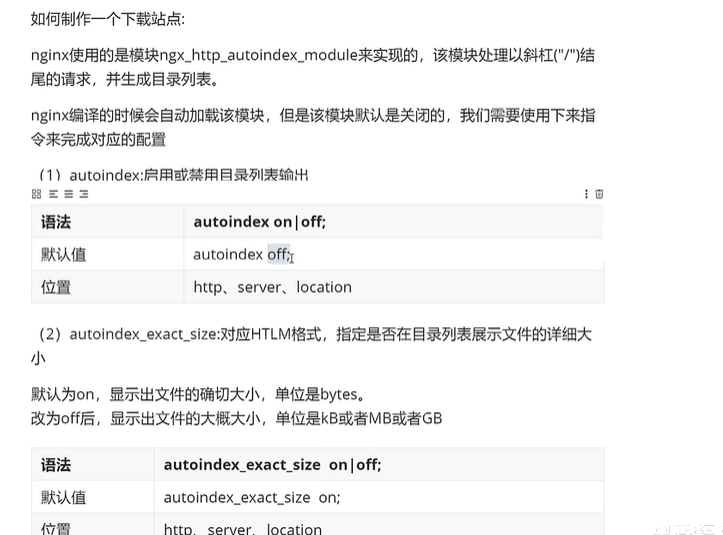 如何制作一个下载站点:
nginx使用的是模块ngx_http_autoindex_module来实现的，该模块处理以斜杠("/")结
尾的请求，并生成目录列表。
nginx编译的时候会自动加载该模块，但是该模块默认是关闭的，我们需要使用下来指
令来完成对应的配置
（1）autoindex:启用或禁用目录列表输出
语法 autoindex on|off;
默认值 autoindex off;
位置 http、server、location
（2）autoindex_exact_size:对应HTLM格式，指定是否在目录列表展示文件的详细大
小
默认为on，显示出文件的确切大小，单位是bytes。
改为off后，显示出文件的大概大小，单位是kB或者MB或者GB
语法 autoindex_exact_size on|off;
默认值 autoindex_exact_size on;
位置 http、server、location